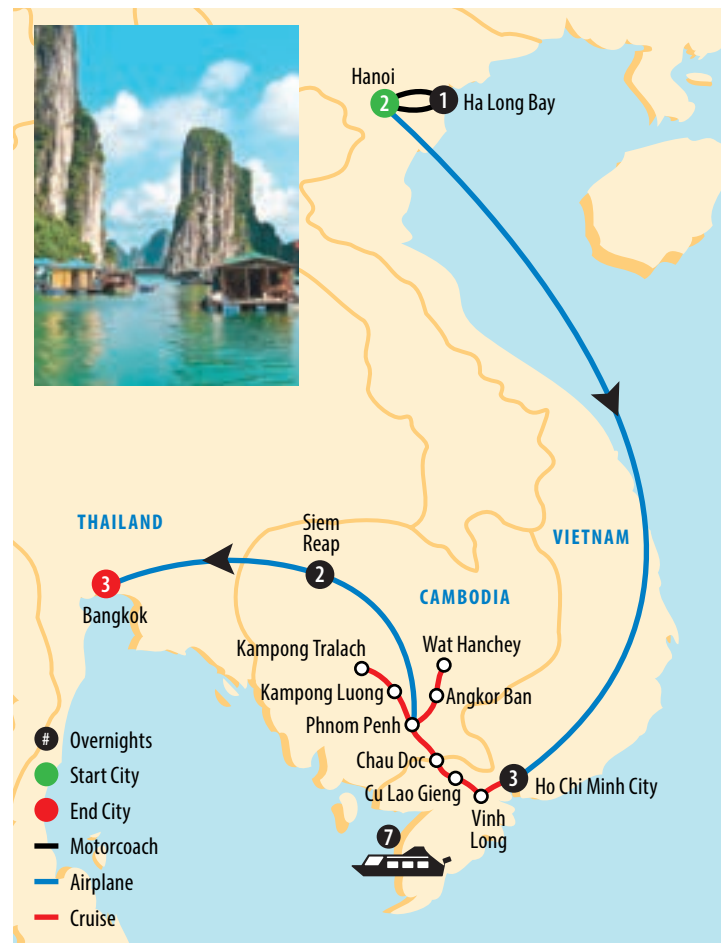 Hanoi
2
1
Ha Long Bay
THAILAND
Siem
Reap
VIETNAM
2
3
Bangkok
CAMBODIA
Kampong Tralach
Wat Hanchey
Kampong Luong
Angkor Ban
Phnom Penh
Chau Doc
3
Ho Chi Minh City
Cu Lao Gieng
Vinh
Long
7
# Overnights
Start City
End City
Motorcoach
Airplane
Cruise